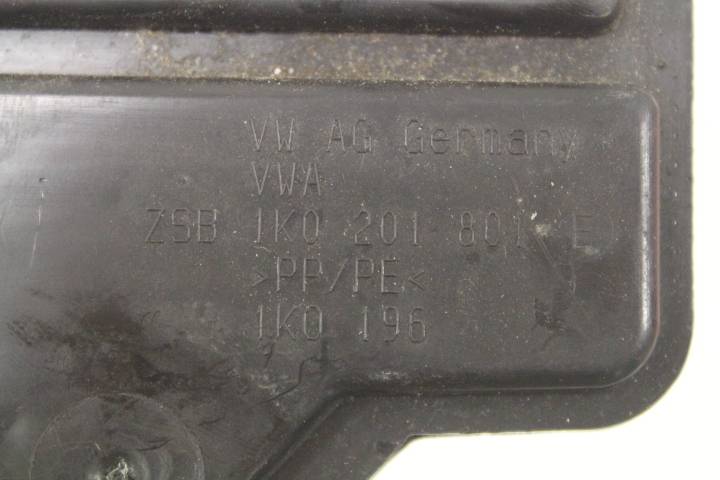 VW AG Germany
VWA
ZSB 1K0 201 801 E
>PP/PE<
1K0 196